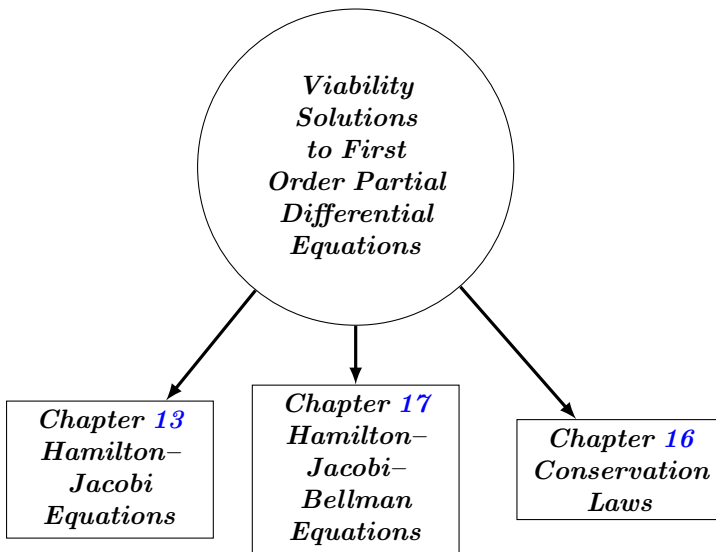 Viability
Solutions
to First
Order Partial
Differential
Equations
Chapter 13
Hamilton–
Jacobi
Equations
Chapter 17
Hamilton–
Jacobi–
Bellman
Equations
Chapter 16
Conservation
Laws